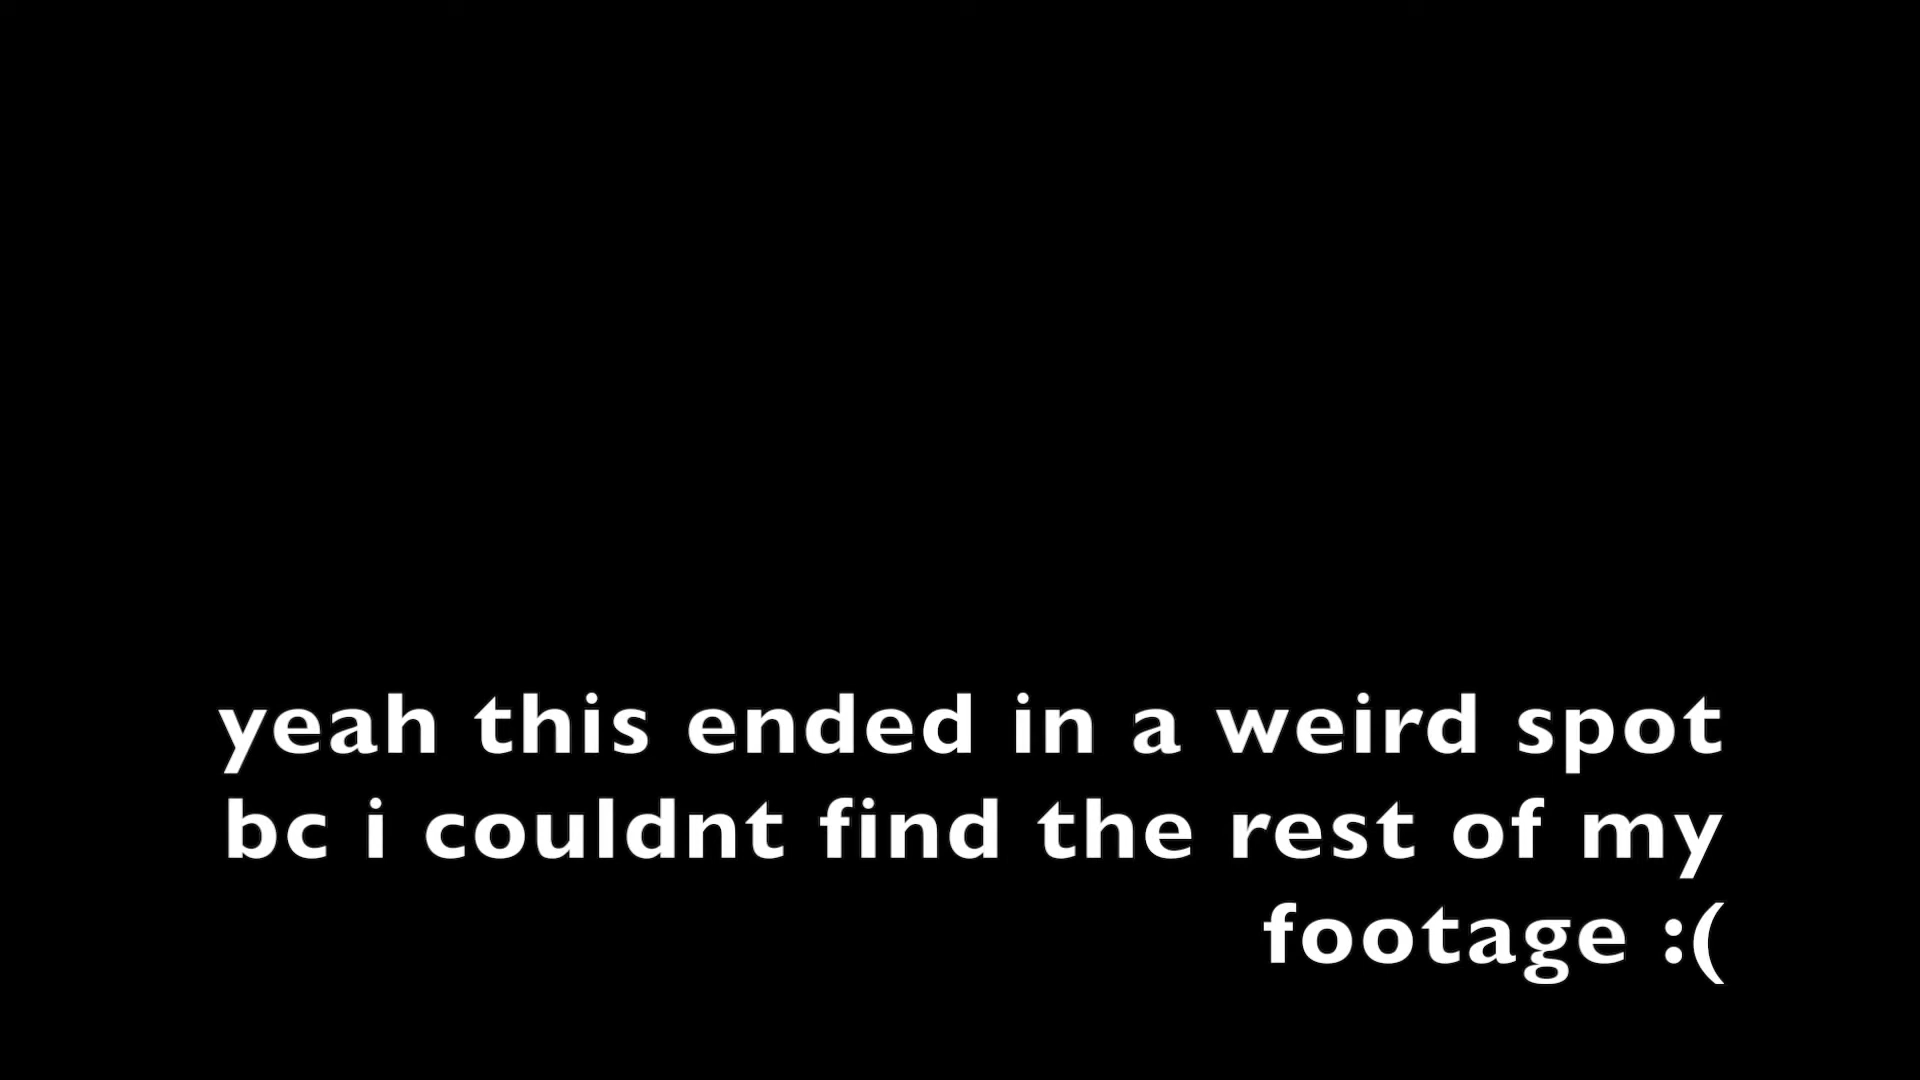 yeah this ended in a weird spot
bc i couldnt find the rest of my
footage :(